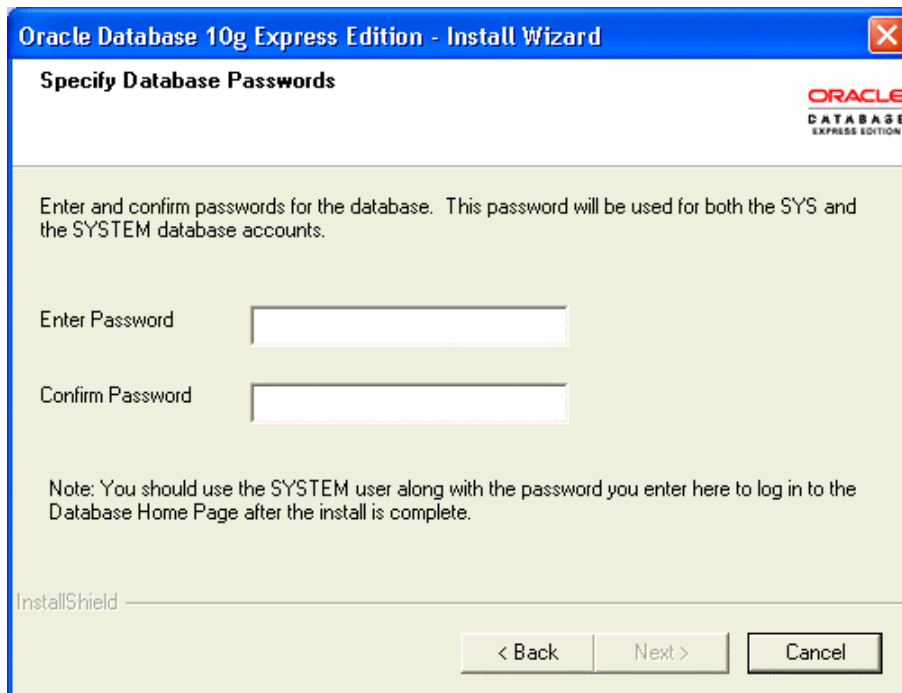 Oracle Database 10g Express Edition - Install Wizard
Specify Database Passwords
ORACLE
DATABASE
EXPRESS EDITION
Enter and confirm passwords for the database.  This password will be used for both the SYS and
the SYSTEM database accounts.
Enter Password
Confirm Password
Note: You should use the SYSTEM user along with the password you enter here to log in to the
Database Home Page after the install is complete.
InstallShield
< Back
Next >
Cancel